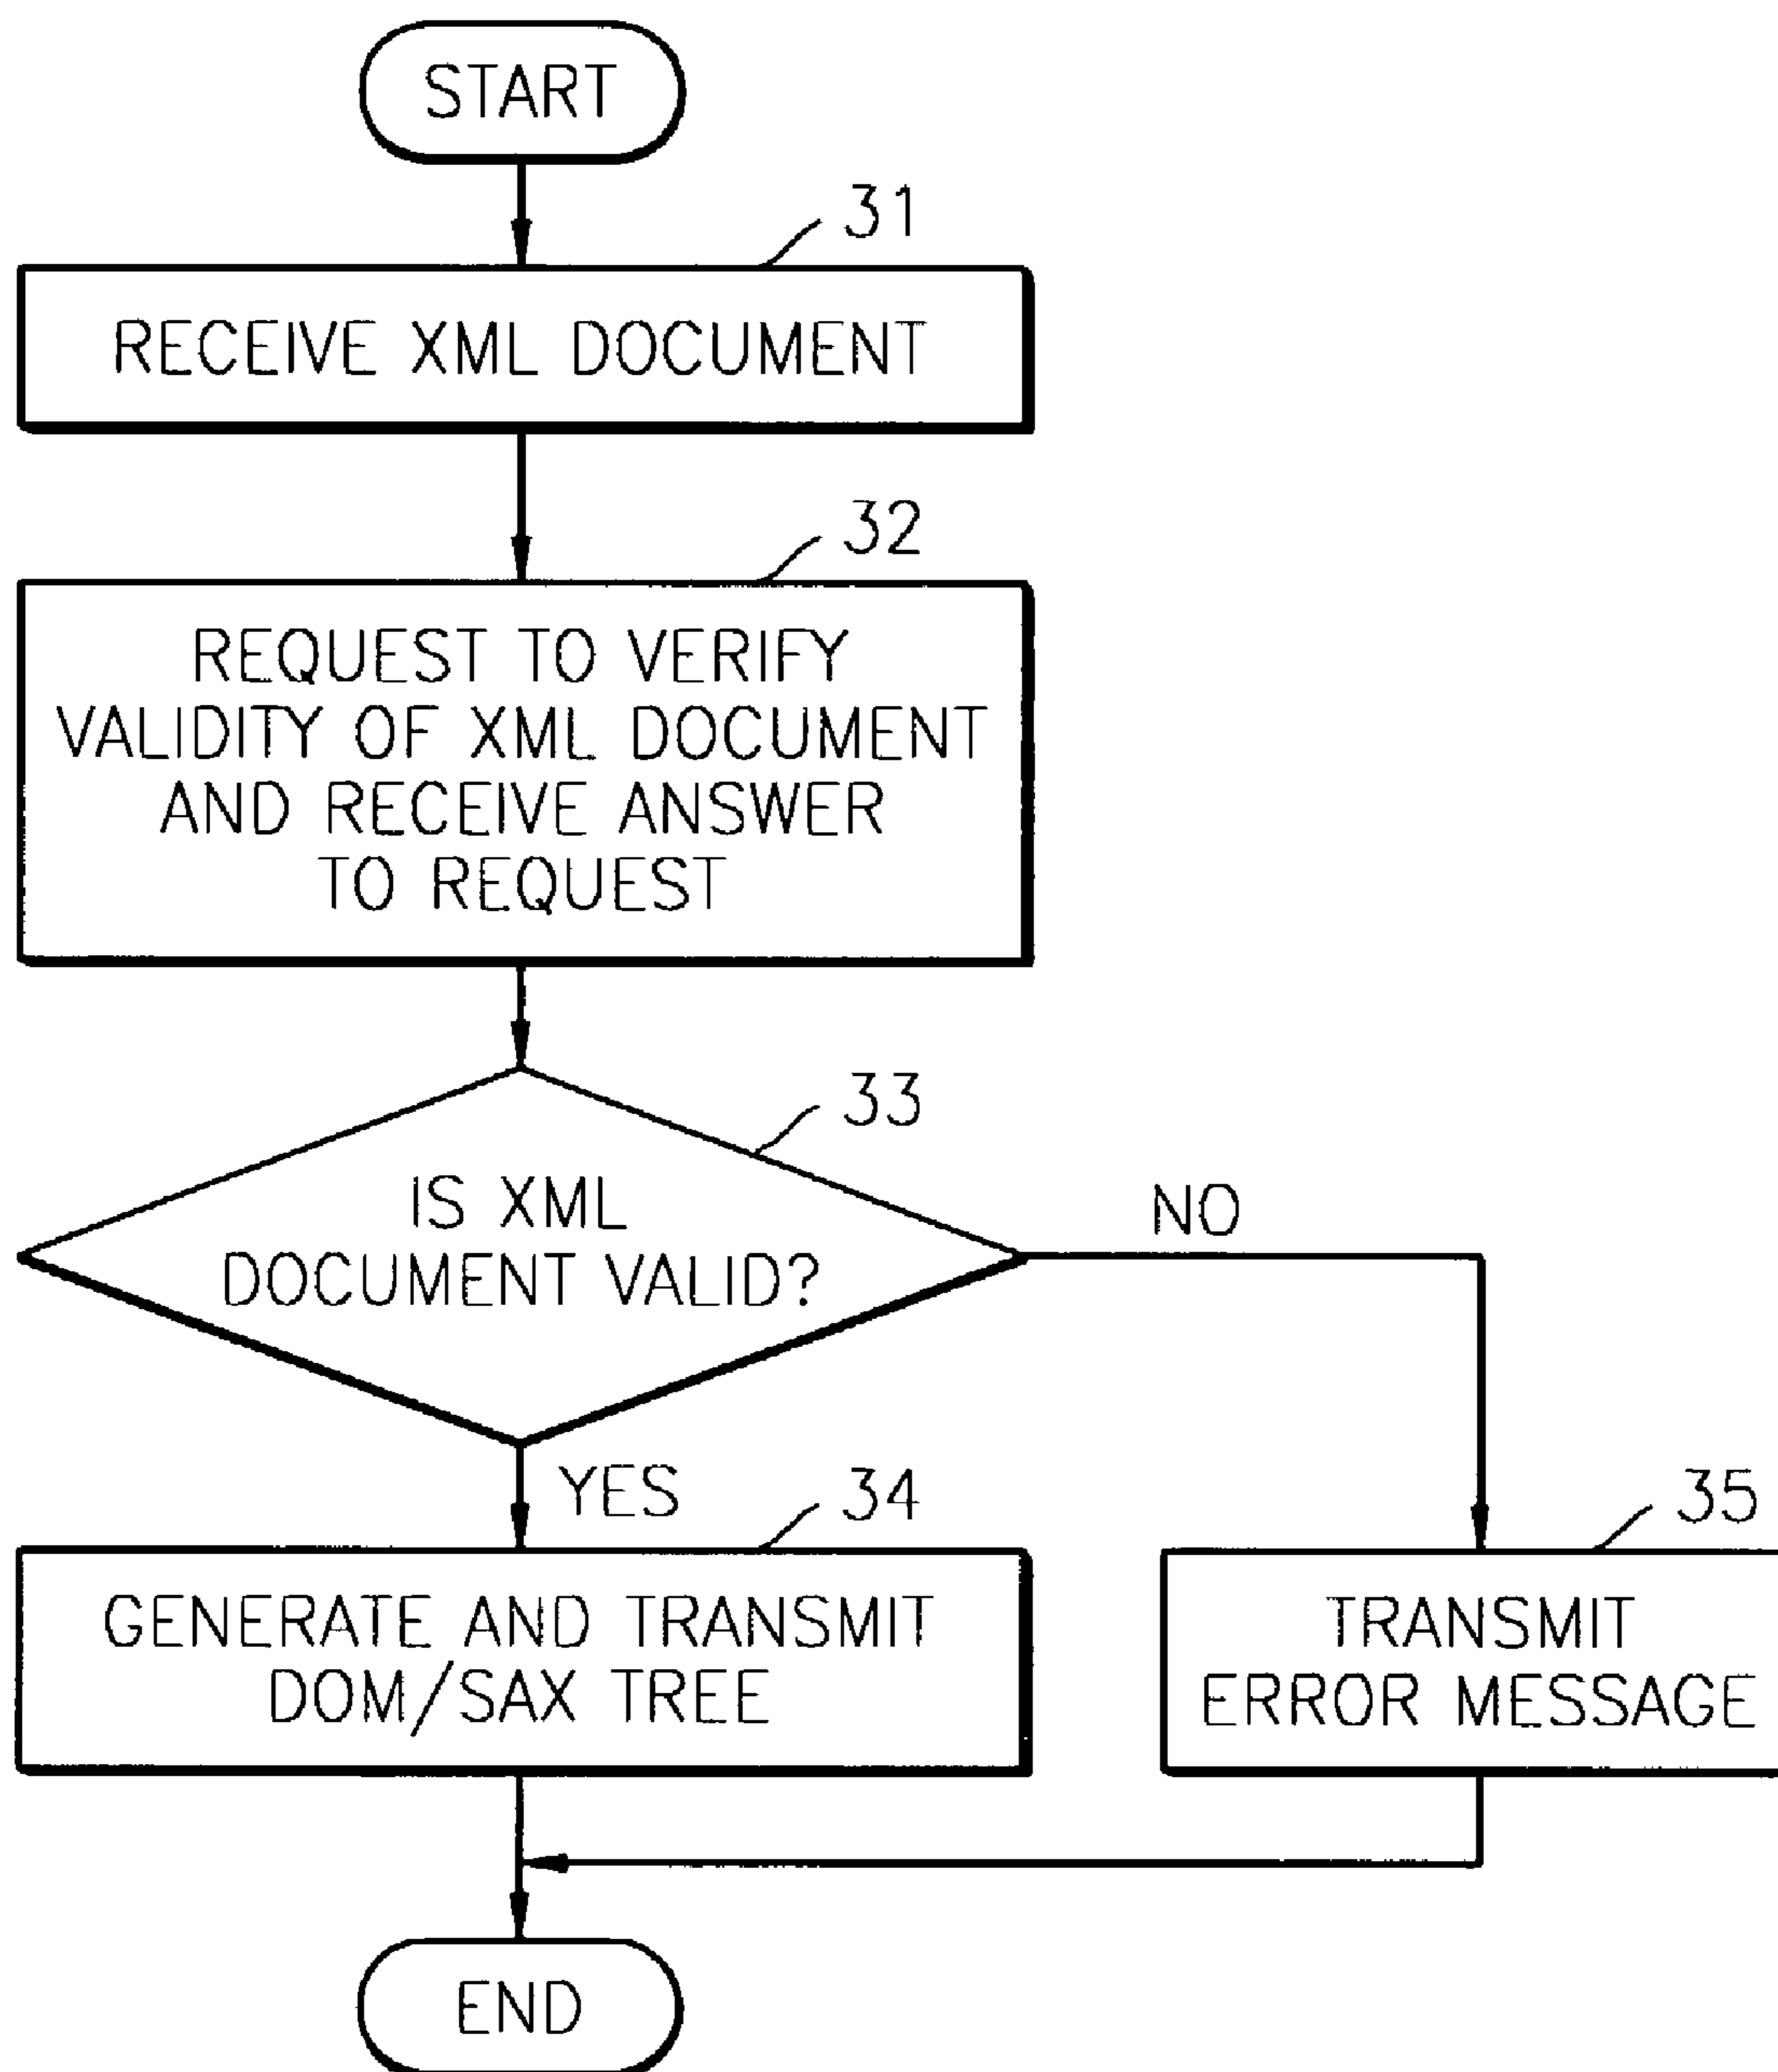 START
31
RECEIVE XML DOCUMENT
32
REQUEST TO VERIFY
VALIDITY OF XML DOCUMENT
AND RECEIVE ANSWER
TO REQUEST
33
IS XML
DOCUMENT VALID?
NO
YES
34
GENERATE AND TRANSMIT
DOM/SAX TREE
35
TRANSMIT
ERROR MESSAGE
END